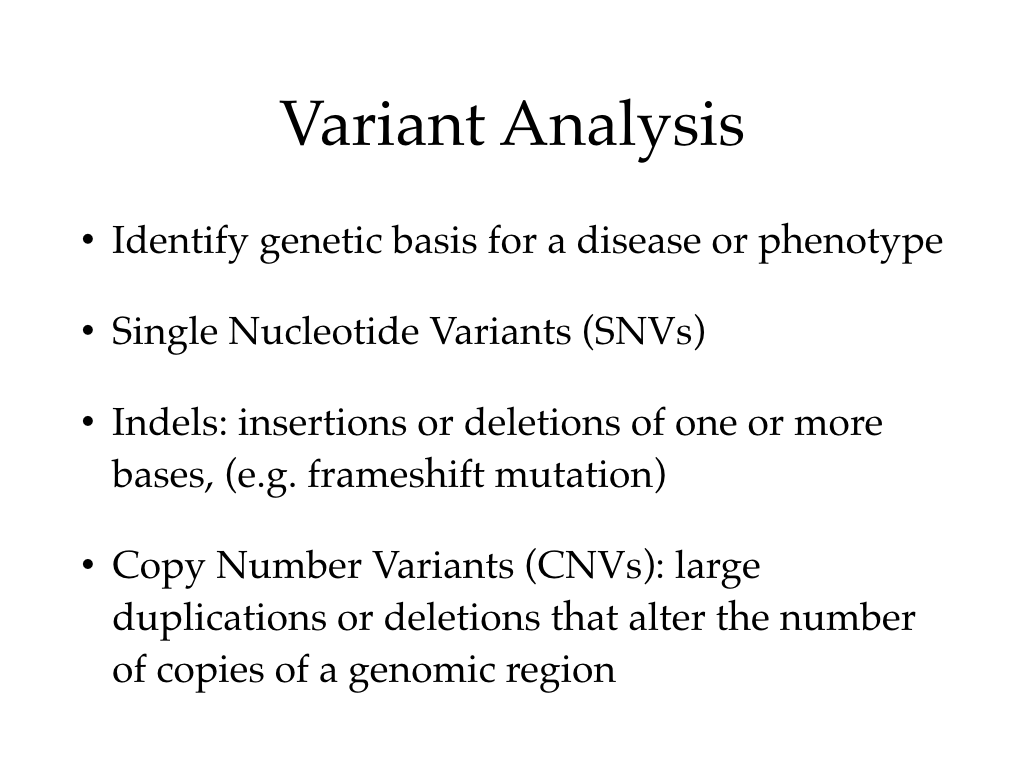 Variant Analysis
• Identify genetic basis for a disease or phenotype
• Single Nucleotide Variants (SNVs)
• Indels: insertions or deletions of one or more
bases, (e.g. frameshift mutation)
• Copy Number Variants (CNVs): large
duplications or deletions that alter the number
of copies of a genomic region